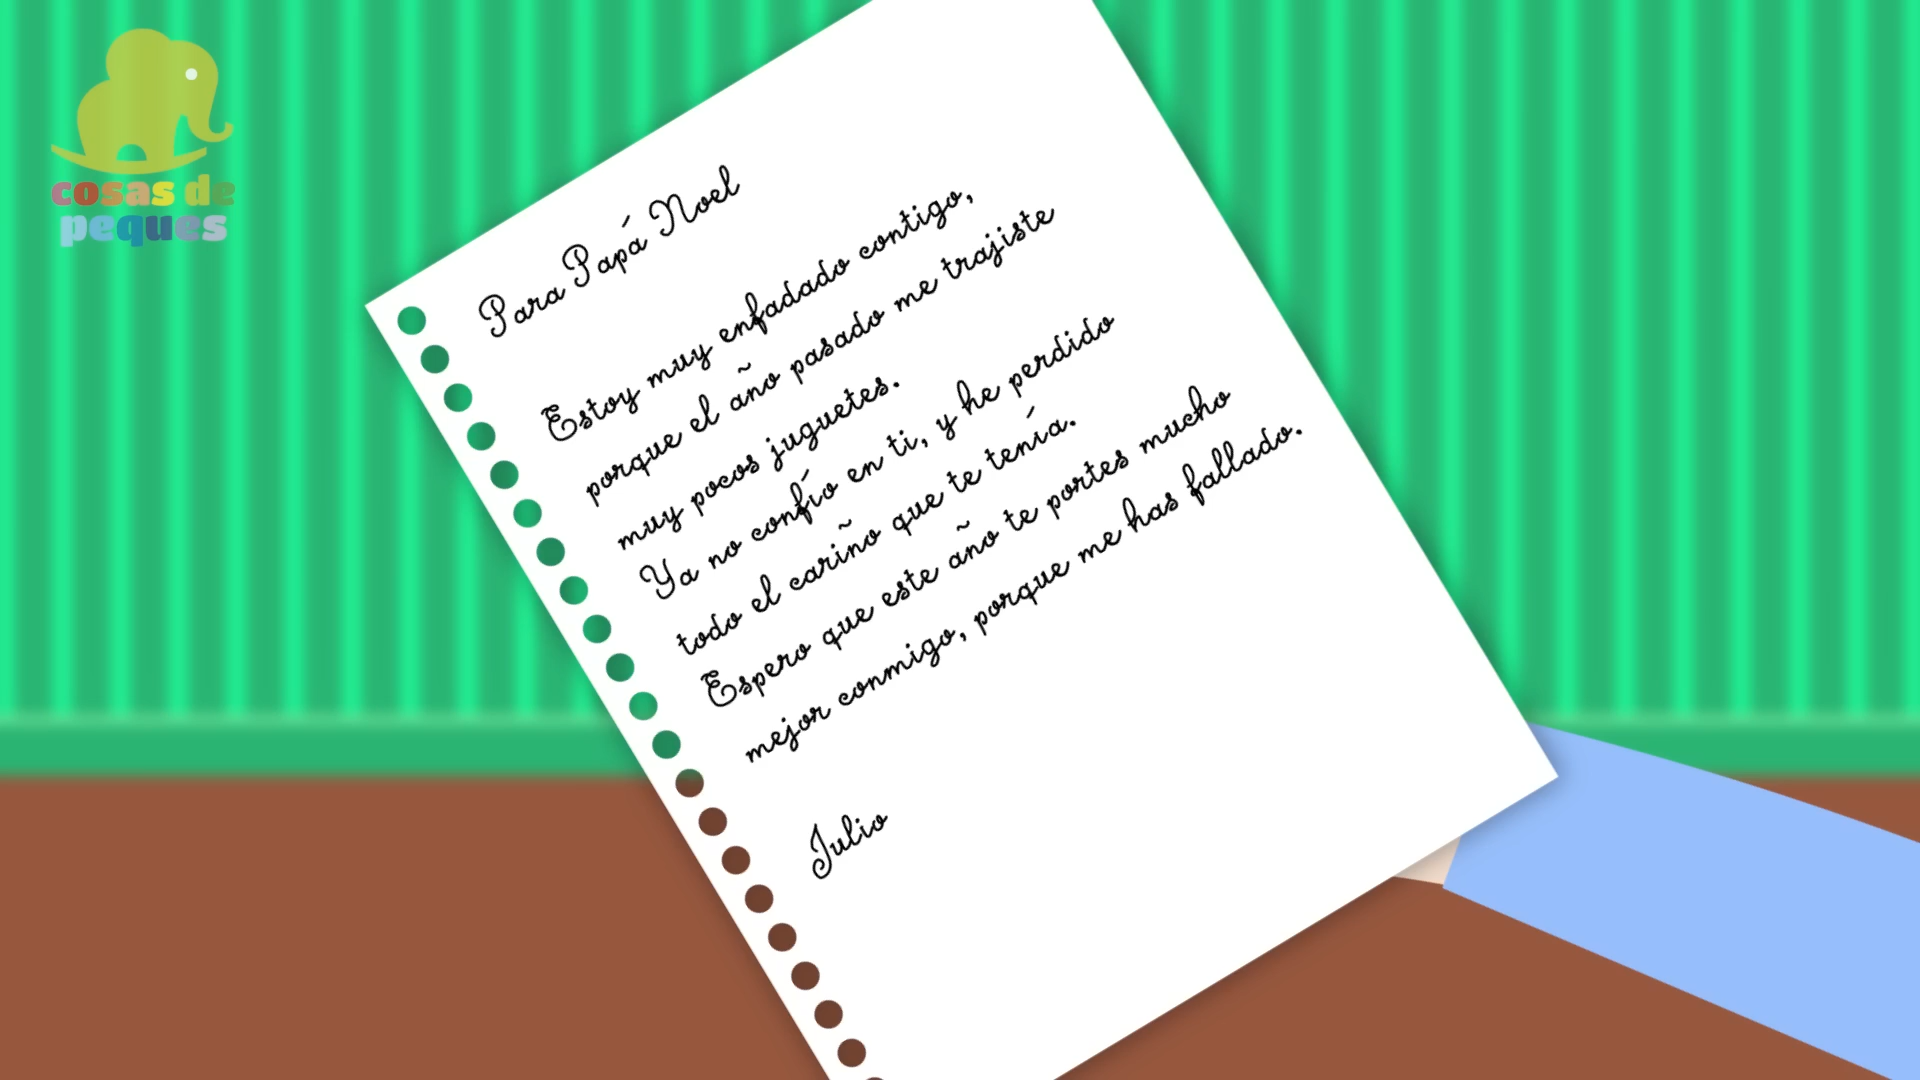 cosas de
peques
Para Papá Noel
Estoy muy enfadado contigo,
porque el año pasado me trajiste
muy pocos juguetes.
Ya no confío en ti, y he perdido
todo el cariño que te tenía.
Espero que este año te portes mucho
mejor conmigo, porque me has fallado.
Julio